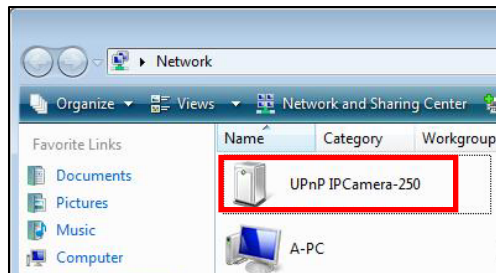 Network
Organize Views Network and Sharing Center
Favorite Links
Name Category Workgroup
Documents
UPnP IPCamera-250
Pictures
Music
A-PC
Computer